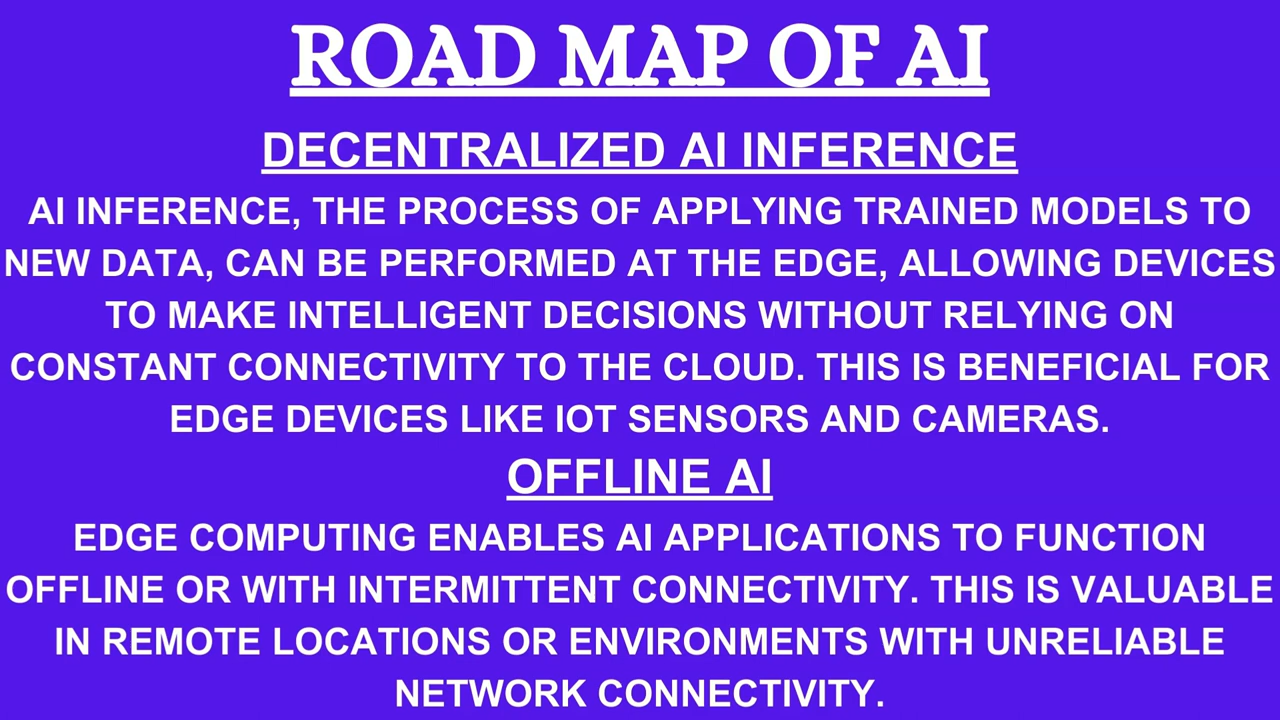 ROAD MAP OF AI
DECENTRALIZED AI INFERENCE
AI INFERENCE, THE PROCESS OF APPLYING TRAINED MODELS TO
NEW DATA, CAN BE PERFORMED AT THE EDGE, ALLOWING DEVICES
TO MAKE INTELLIGENT DECISIONS WITHOUT RELYING ON
CONSTANT CONNECTIVITY TO THE CLOUD. THIS IS BENEFICIAL FOR
EDGE DEVICES LIKE IOT SENSORS AND CAMERAS.
OFFLINE AI
EDGE COMPUTING ENABLES AI APPLICATIONS TO FUNCTION
OFFLINE OR WITH INTERMITTENT CONNECTIVITY. THIS IS VALUABLE
IN REMOTE LOCATIONS OR ENVIRONMENTS WITH UNRELIABLE
NETWORK CONNECTIVITY.